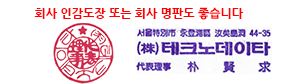 회사 인감도장 또는 회사 명판도 좋습니다
서울特別市 永登浦區 汝矣島洞 44-35
(株) 테크노데이타
代表理事 朴 賢 求